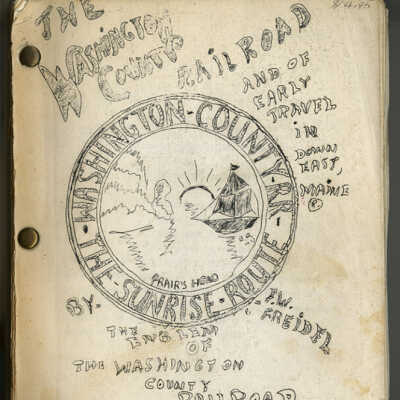 THE
WASHINGTON
COUNTY
RAILROAD
AND OF
EARLY
TRAVEL
IN
DOWN
EAST,
MAINE
©
WASHINGTON·COUNTY·RR·
THE·SUNRISE·ROUTE
PRAIR'S HEAD
BY.
F.W.
FREIDEL
THE
EMBLEM
OF
THE WASHINGTON
COUNTY
RAILROAD